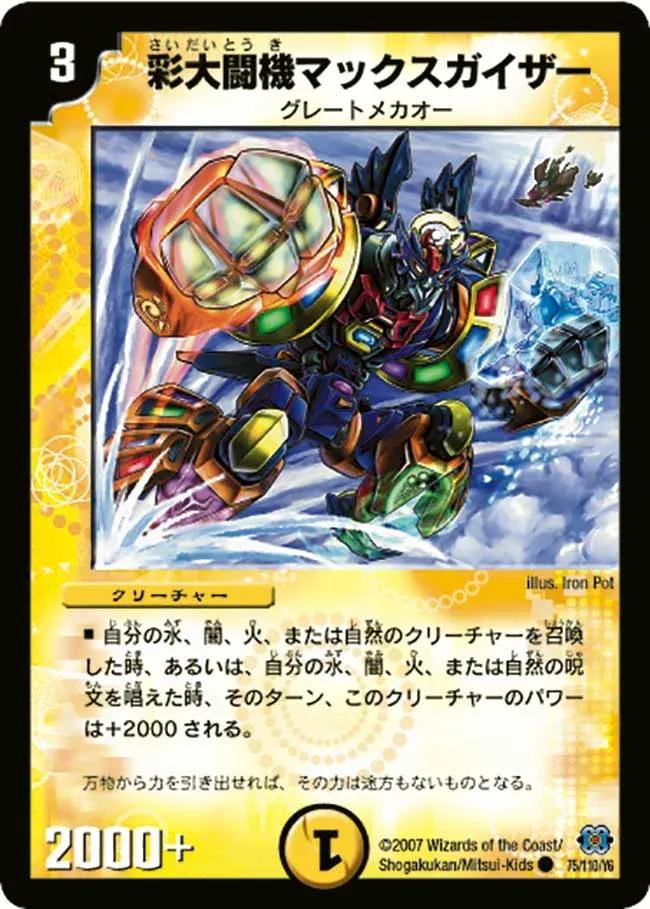 3
さいだいとうき
彩大闘機マックスガイザー
グレートメカオー
illus. Iron Pot
クリーチャー
■ 自分の水、闇、火、または自然のクリーチャーを召喚
した時、あるいは、自分の水、闇、火、または自然の呪
文を唱えた時、そのターン、このクリーチャーのパワー
は+2000 される。
万物から力を引き出せれば、その力は途方もないものとなる。
2000+
1
©2007 Wizards of the Coast/
Shogakukan/Mitsui-Kids ● 75/110/Y6